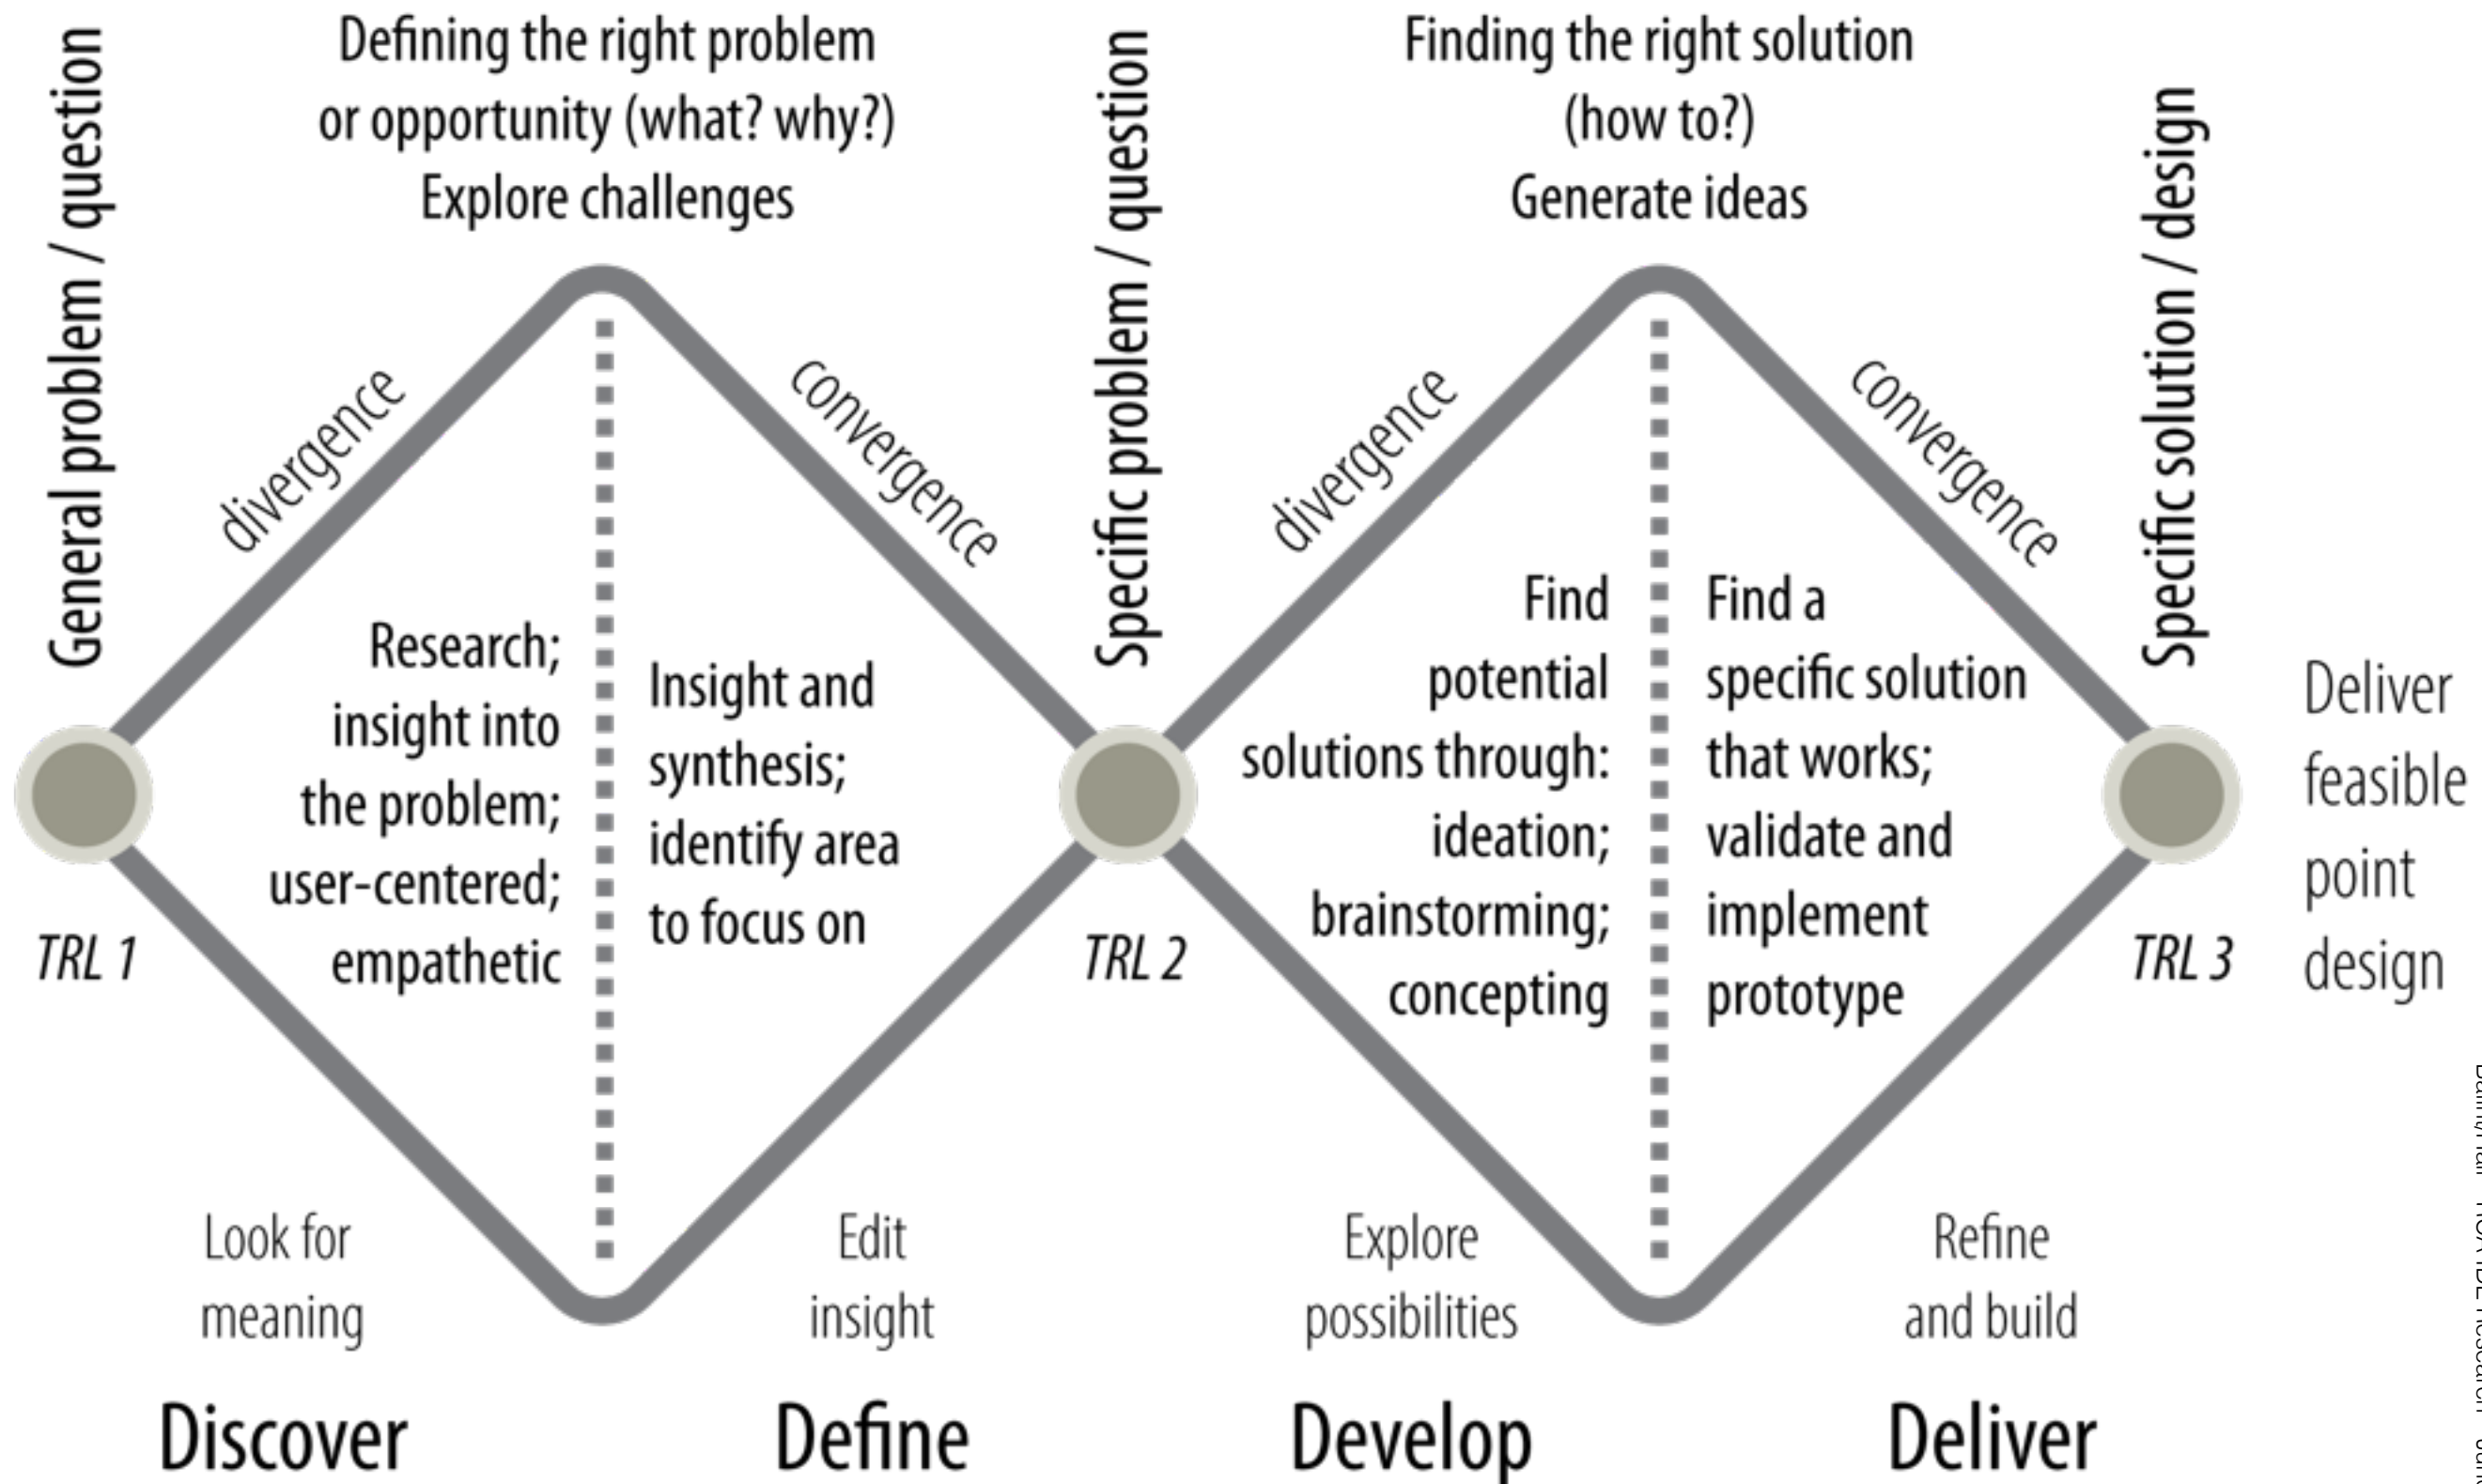 General problem / question
Defining the right problem
or opportunity (what? why?)
Explore challenges
Specific problem / question
Finding the right solution
(how to?)
Generate ideas
Specific solution / design
divergence
convergence
divergence
convergence
Research;
insight into
the problem;
user-centered;
empathetic
Insight and
synthesis;
identify area
to focus on
Find
potential
solutions through:
ideation;
brainstorming;
concepting
Find a
specific solution
that works;
validate and
implement
prototype
Deliver
feasible
point
design
TRL 1
TRL 2
TRL 3
Look for
meaning
Edit
insight
Explore
possibilities
Refine
and build
Discover
Define
Develop
Deliver